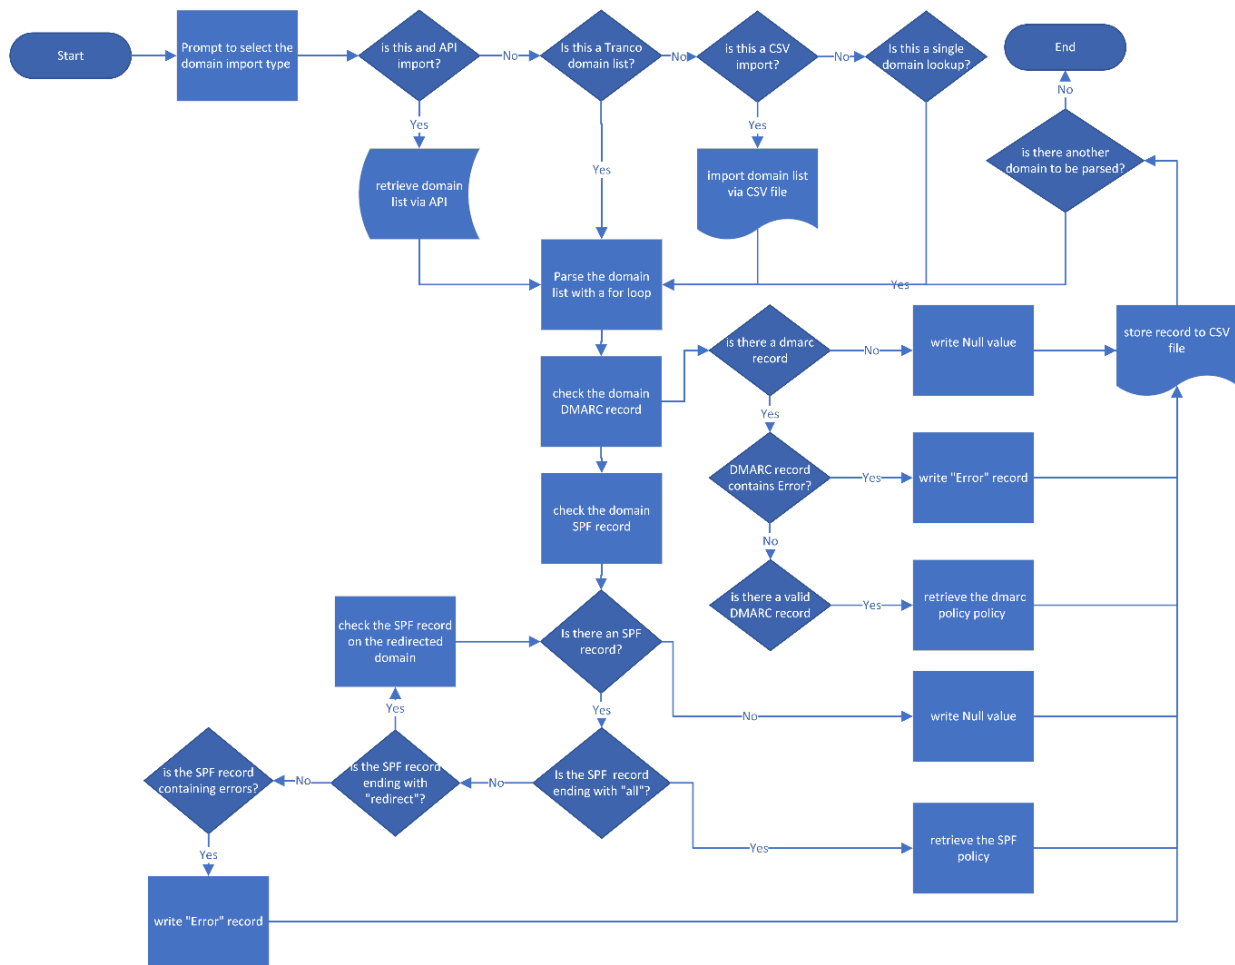 Start
Prompt to select the
domain import type
is this and API
import?
No
Is this a Tranco
domain list?
No
is this a CSV
import?
No
Is this a single
domain lookup?
End
No
Yes
Yes
Yes
is there another
domain to be parsed?
retrieve domain
list via API
import domain list
via CSV file
Parse the domain
list with a for loop
Yes
is there a dmarc
record
No
write Null value
store record to CSV
file
check the domain
DMARC record
Yes
DMARC record
contains Error?
Yes
write "Error" record
check the domain
SPF record
No
is there a valid
DMARC record
Yes
retrieve the dmarc
policy policy
check the SPF record
on the redirected
domain
Is there an SPF
record?
Yes
Yes
No
write Null value
is the SPF record
containing errors?
No
is the SPF record
ending with
"redirect"?
No
Is the SPF record
ending with "all"?
Yes
Yes
retrieve the SPF
policy
write "Error" record